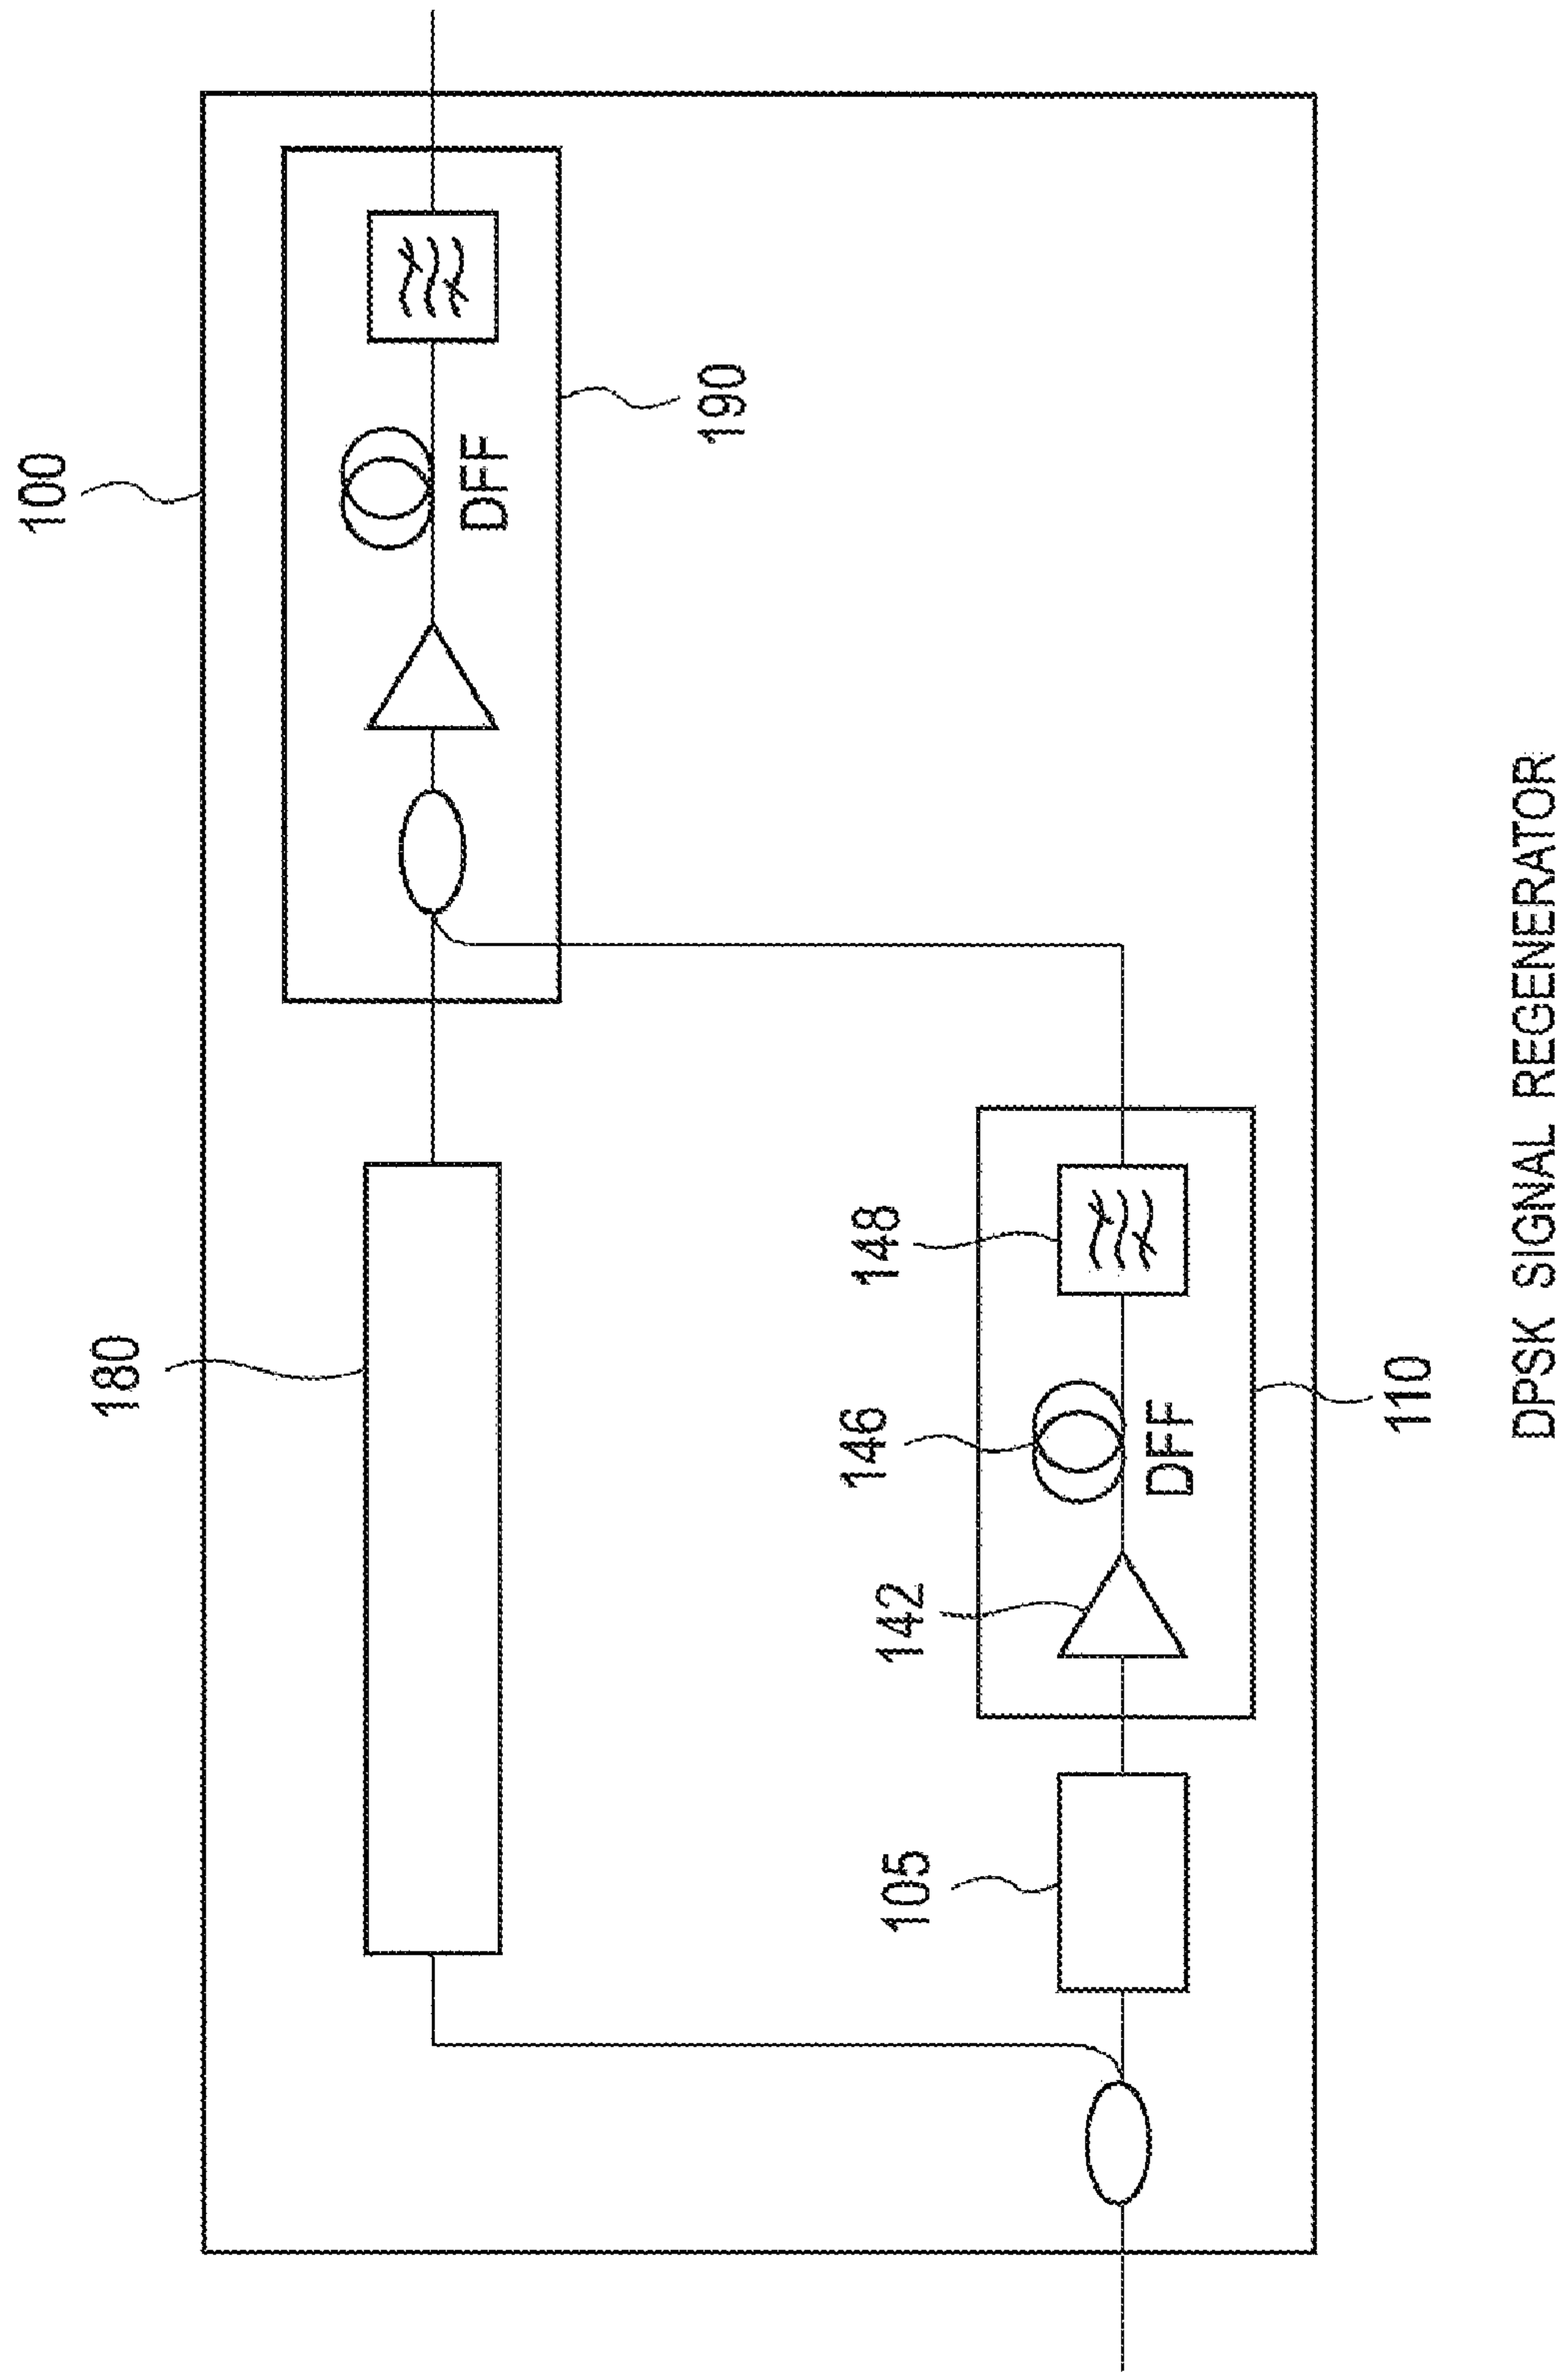 100
180
190
DFF
148
146
142
105
DFF
110
DPSK SIGNAL REGENERATOR